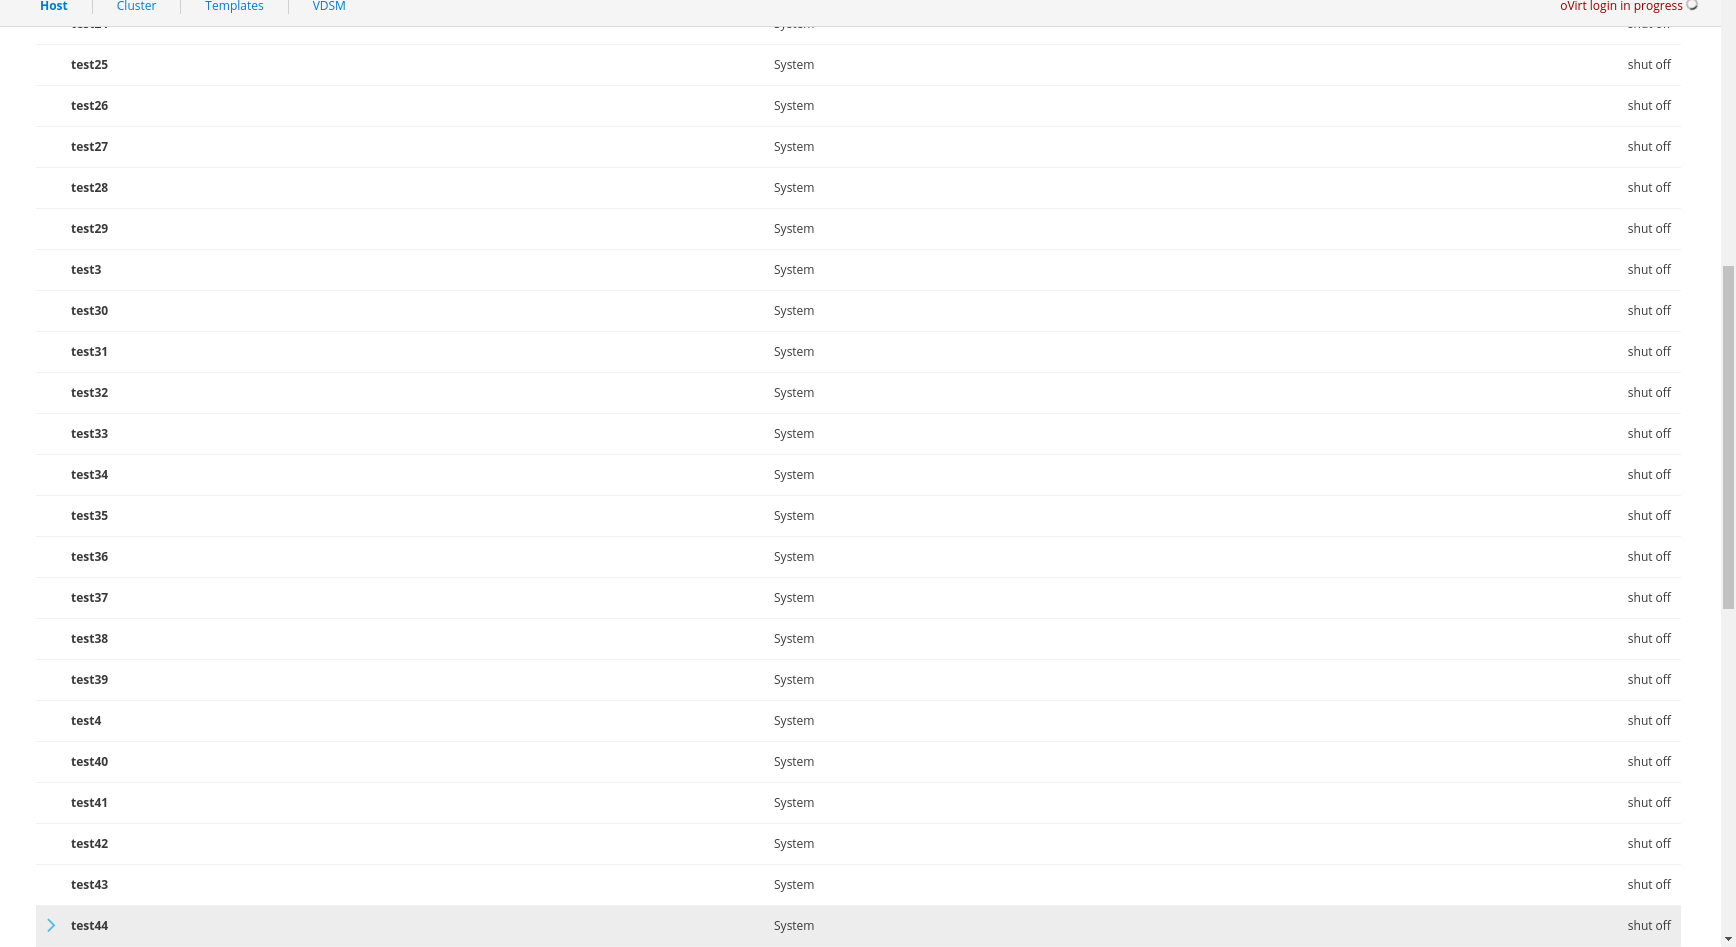 Host Cluster Templates VDSM oVirt login in progress
test25 System shut off
test26 System shut off
test27 System shut off
test28 System shut off
test29 System shut off
test3 System shut off
test30 System shut off
test31 System shut off
test32 System shut off
test33 System shut off
test34 System shut off
test35 System shut off
test36 System shut off
test37 System shut off
test38 System shut off
test39 System shut off
test4 System shut off
test40 System shut off
test41 System shut off
test42 System shut off
test43 System shut off
test44 System shut off